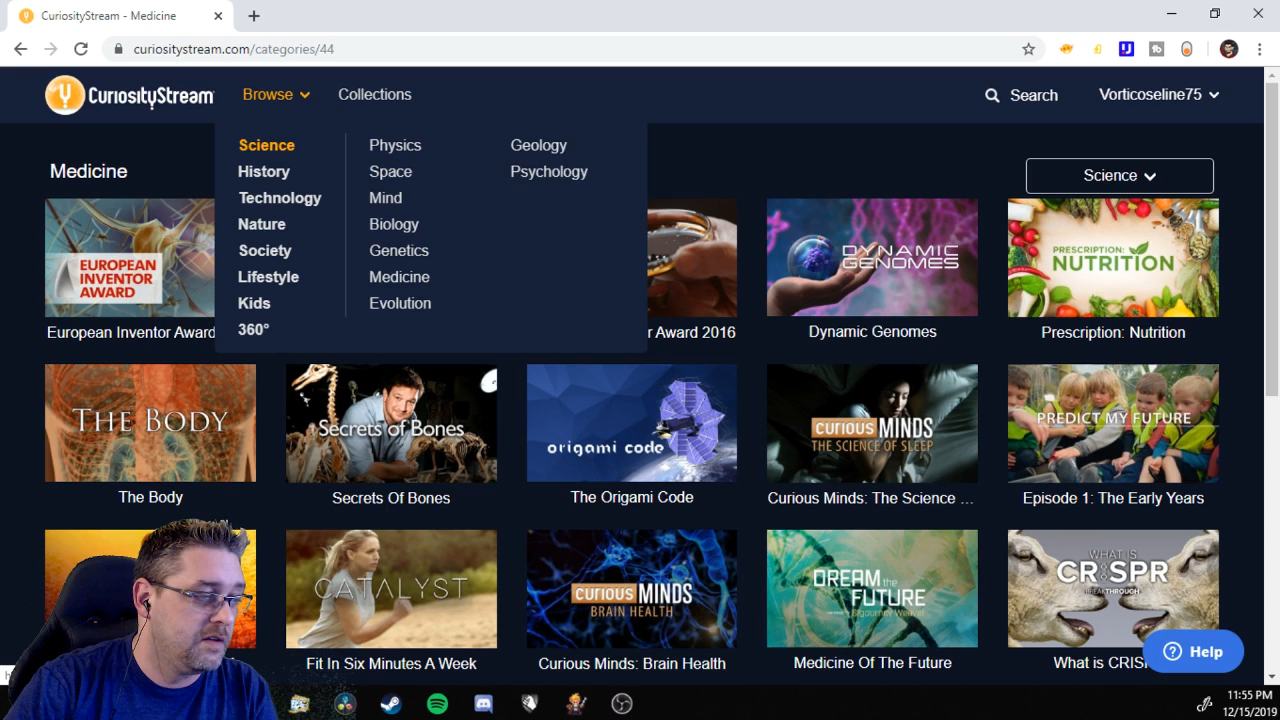 CuriosityStream - Medicine
curiositystream.com/categories/44
CURIOSITYSTREAM
Browse
Collections
Search
Vorticoseline75
Science
History
Technology
Nature
Society
Lifestyle
Kids
360°
Physics
Space
Mind
Biology
Genetics
Medicine
Evolution
Geology
Psychology
Medicine
Science
EUROPEAN
INVENTOR
AWARD
DYNAMIC
GENOMES
PRESCRIPTION:
NUTRITION
European Inventor Award
r Award 2016
Dynamic Genomes
Prescription: Nutrition
THE BODY
Secrets of Bones
origami code
CURIOUS MINDS
THE SCIENCE OF SLEEP
PREDICT MY FUTURE
The Body
Secrets Of Bones
The Origami Code
Curious Minds: The Science ...
Episode 1: The Early Years
CATALYST
CURIOUS MINDS
BRAIN HEALTH
DREAM the
FUTURE
WHAT IS
CRISPR
BREAKTHROUGH
Fit In Six Minutes A Week
Curious Minds: Brain Health
Medicine Of The Future
What is CRIS
Help
11:55 PM
12/15/2019